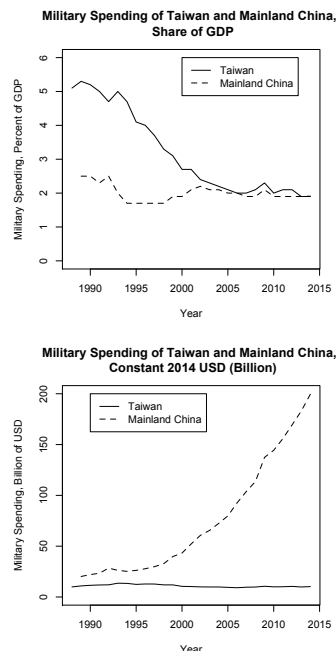 Military Spending of Taiwan and Mainland China,
Share of GDP
Military Spending, Percent of GDP
6
5
4
3
2
1
0
Taiwan
Mainland China
1990 1995 2000 2005 2010 2015
Year
Military Spending of Taiwan and Mainland China,
Constant 2014 USD (Billion)
Military Spending, Billion of USD
200
150
100
50
0
Taiwan
Mainland China
1990 1995 2000 2005 2010 2015
Year